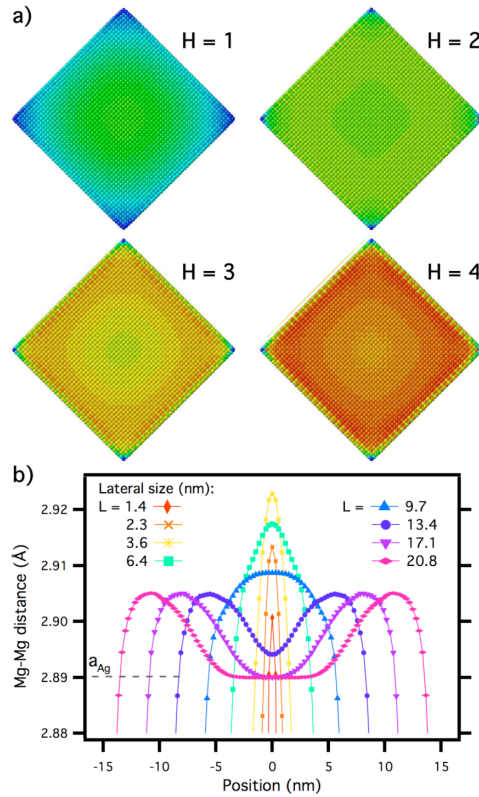 a)
H = 1
H = 2
H = 3
H = 4
b)
Lateral size (nm):
L = 1.4
2.3
3.6
6.4
L = 9.7
13.4
17.1
20.8
2.92
2.91
2.90
2.89
2.88
Mg-Mg distance (Å)
aAg
-15 -10 -5 0 5 10 15
Position (nm)